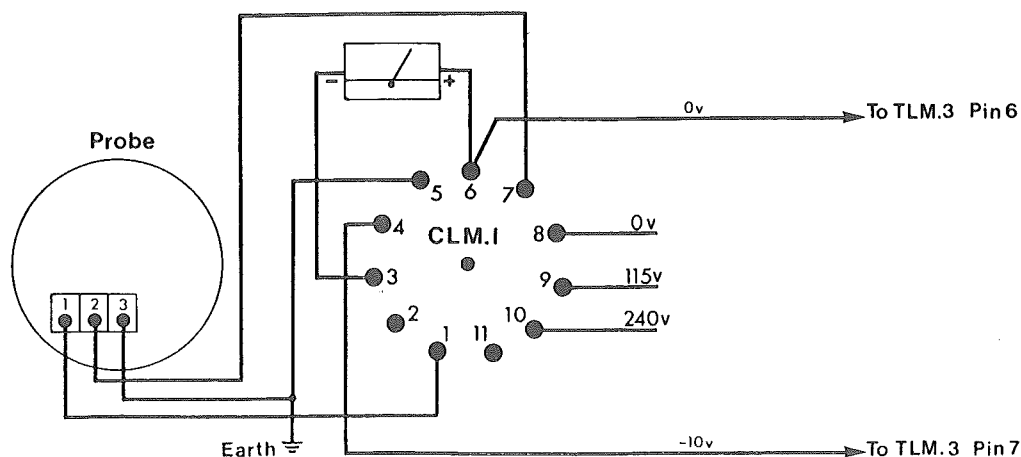 − +
0v To TLM.3 Pin 6
Probe
5 6 7
4 CLM.1 8 0v
3 9 115v
1 2 3
2 10 240v
1 11
Earth
-10v To TLM.3 Pin 7